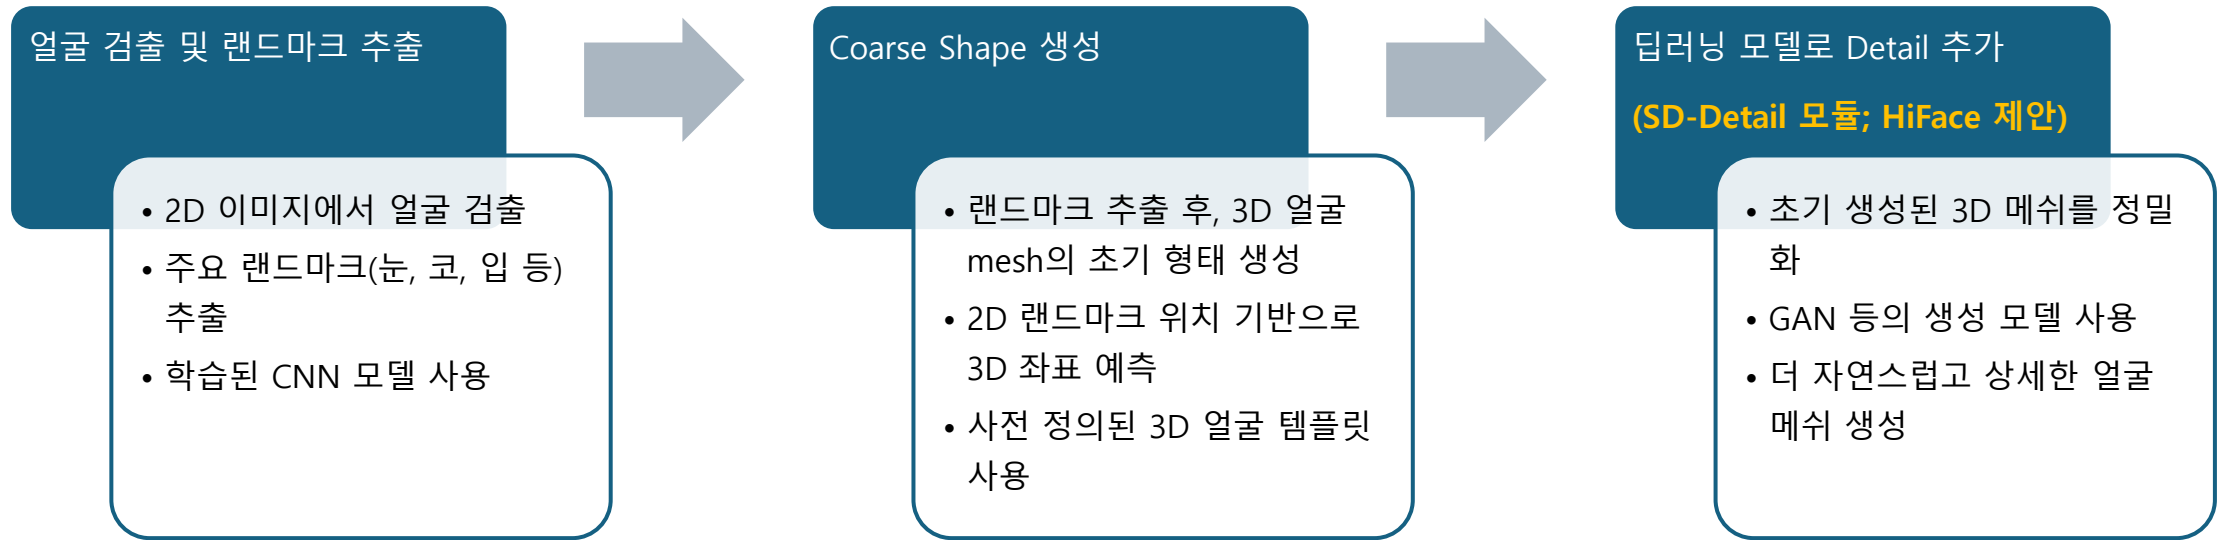 얼굴 검출 및 랜드마크 추출
• 2D 이미지에서 얼굴 검출
• 주요 랜드마크(눈, 코, 입 등)
추출
• 학습된 CNN 모델 사용
Coarse Shape 생성
• 랜드마크 추출 후, 3D 얼굴
mesh의 초기 형태 생성
• 2D 랜드마크 위치 기반으로
3D 좌표 예측
• 사전 정의된 3D 얼굴 템플릿
사용
딥러닝 모델로 Detail 추가
(SD-Detail 모듈; HiFace 제안)
• 초기 생성된 3D 메쉬를 정밀
화
• GAN 등의 생성 모델 사용
• 더 자연스럽고 상세한 얼굴
메쉬 생성